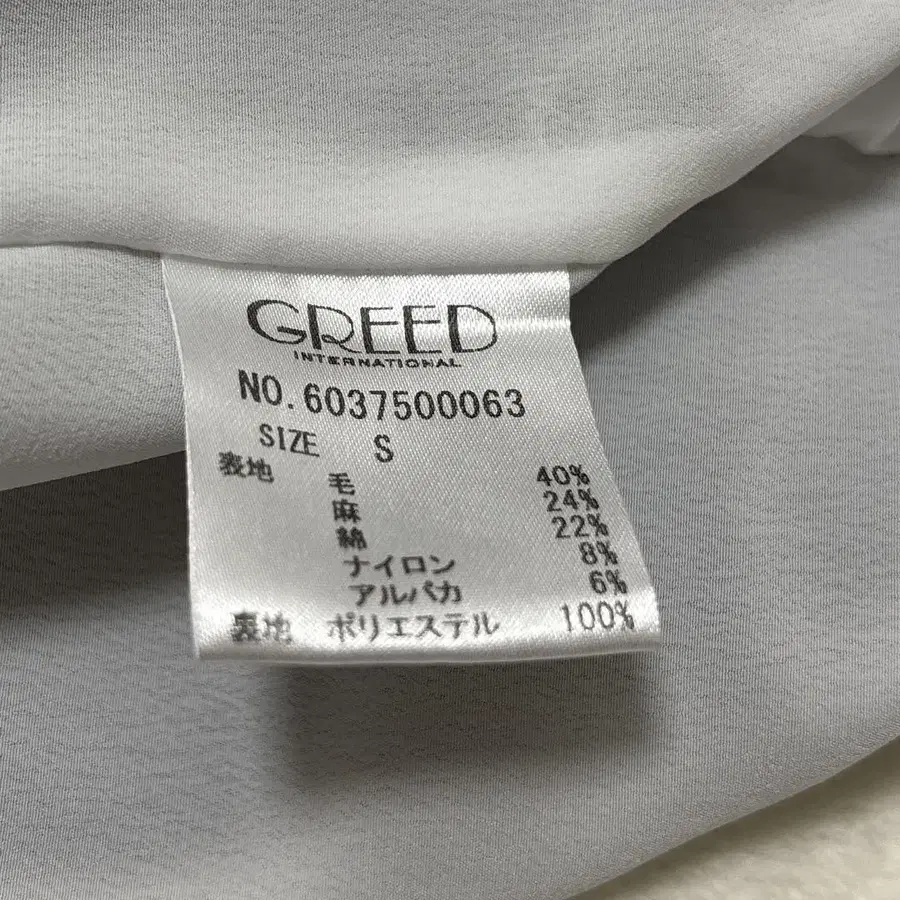 GREED
INTERNATIONAL
NO. 6037500063
SIZE S
表地 毛 40%
麻 24%
綿 22%
ナイロン 8%
アルパカ 6%
裏地 ポリエステル 100%